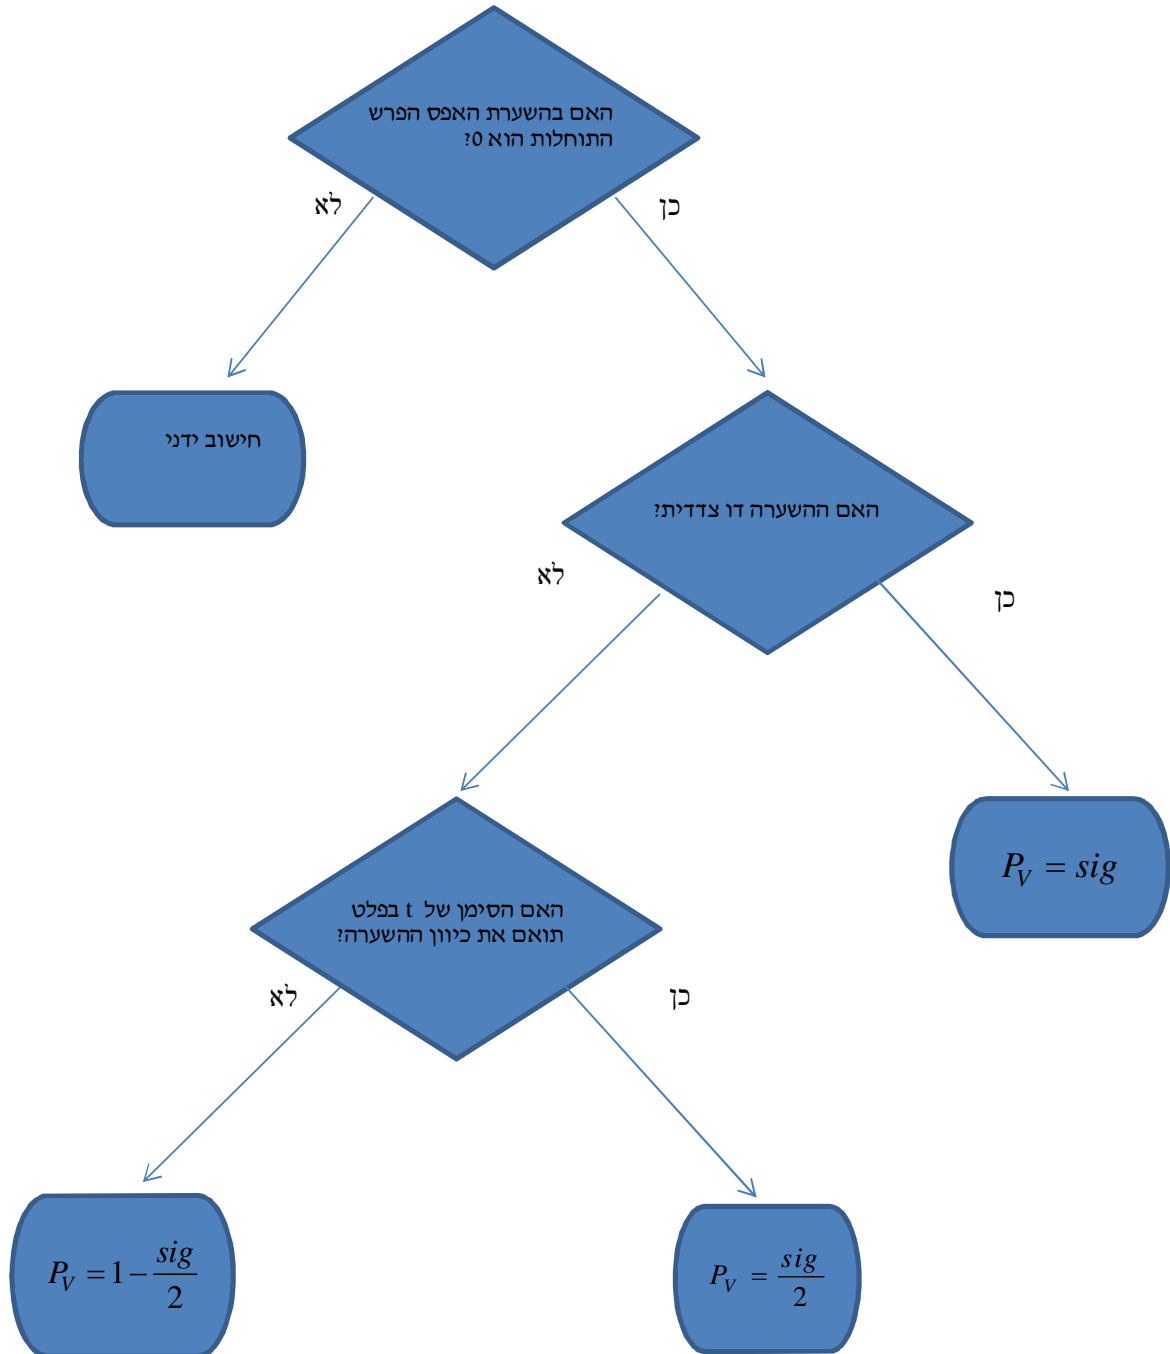 האם בהשערת האפס הפרש
התוחלות הוא 0?
לא
כן
חישוב ידני
האם ההשערה דו צדדית?
לא
כן
P_V = sig
האם הסימן של t בפלט
תואם את כיוון ההשערה?
לא
כן
P_V = 1 − sig/2
P_V = sig/2